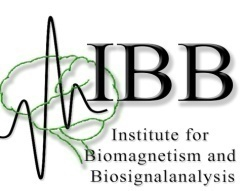 IBB
Institute for
Biomagnetism and
Biosignalanalysis